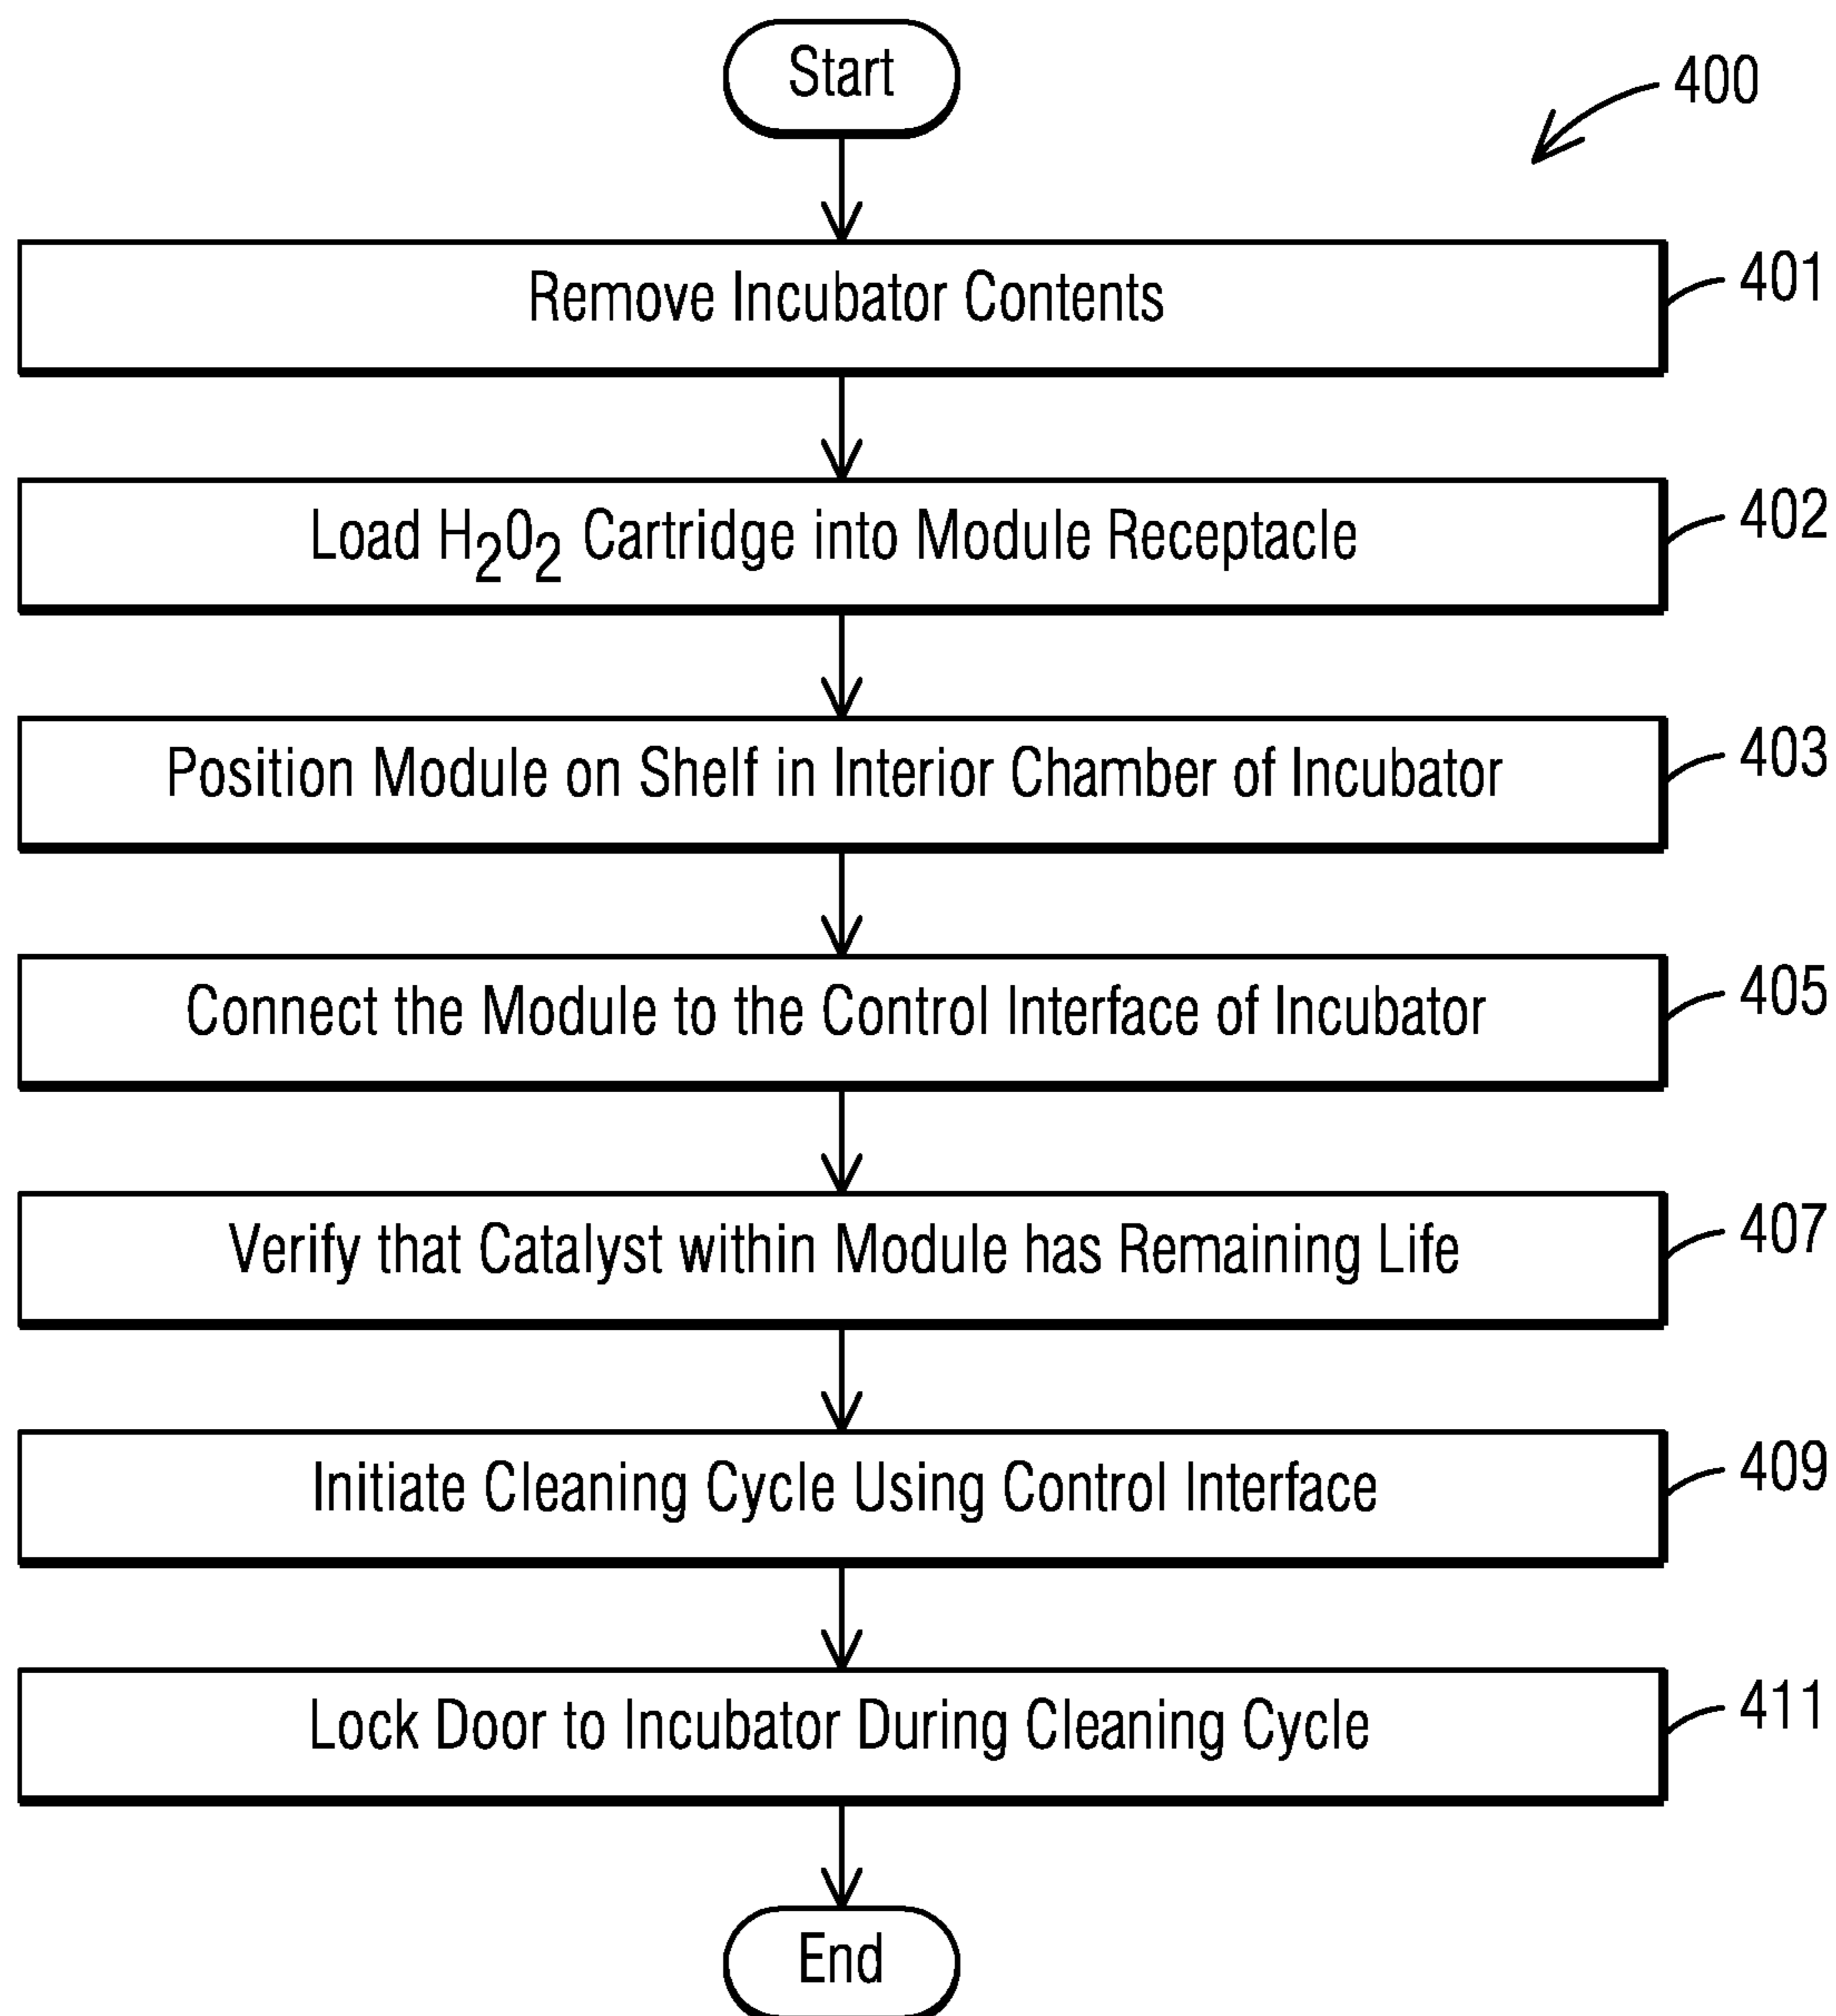 Start
400
Remove Incubator Contents
401
Load H₂O₂ Cartridge into Module Receptacle
402
Position Module on Shelf in Interior Chamber of Incubator
403
Connect the Module to the Control Interface of Incubator
405
Verify that Catalyst within Module has Remaining Life
407
Initiate Cleaning Cycle Using Control Interface
409
Lock Door to Incubator During Cleaning Cycle
411
End